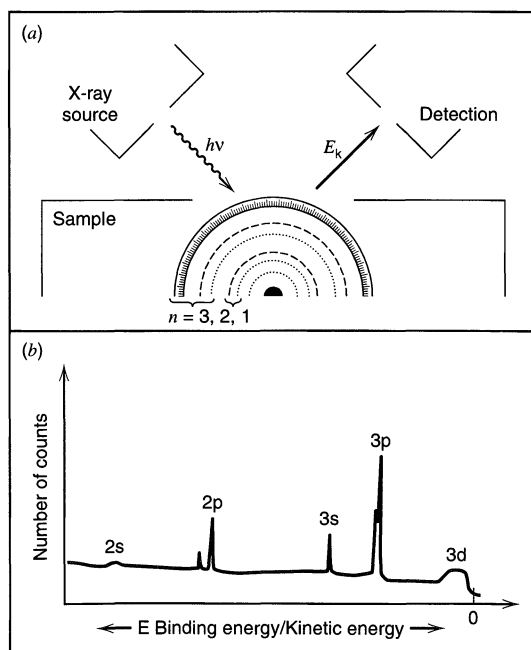 (a)
X-ray
source
Detection
hν
E_k
Sample
n = 3, 2, 1
(b)
Number of counts
2s
2p
3s
3p
3d
0
E Binding energy/Kinetic energy